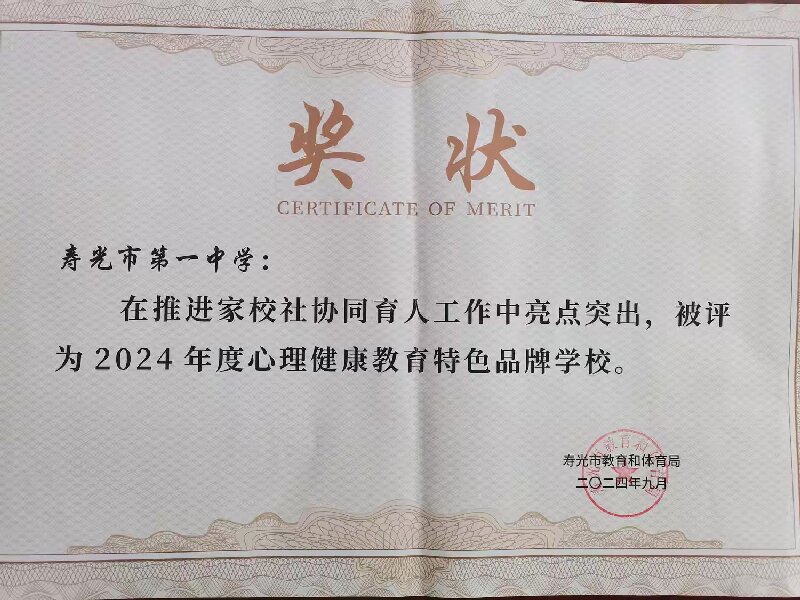 奖状
CERTIFICATE OF MERIT
寿光市第一中学：
在推进家校社协同育人工作中亮点突出，被评
为2024年度心理健康教育特色品牌学校。
寿光市教育和体育局
二〇二四年九月